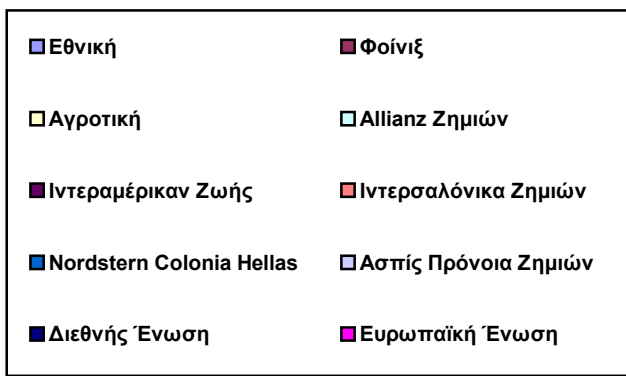 Εθνική Φοίνιξ
Αγροτική Allianz Ζημιών
Ιντεραμέρικαν Ζωής Ιντερσαλόνικα Ζημιών
Nordstern Colonia Hellas Ασπίς Πρόνοια Ζημιών
Διεθνής Ένωση Ευρωπαϊκή Ένωση